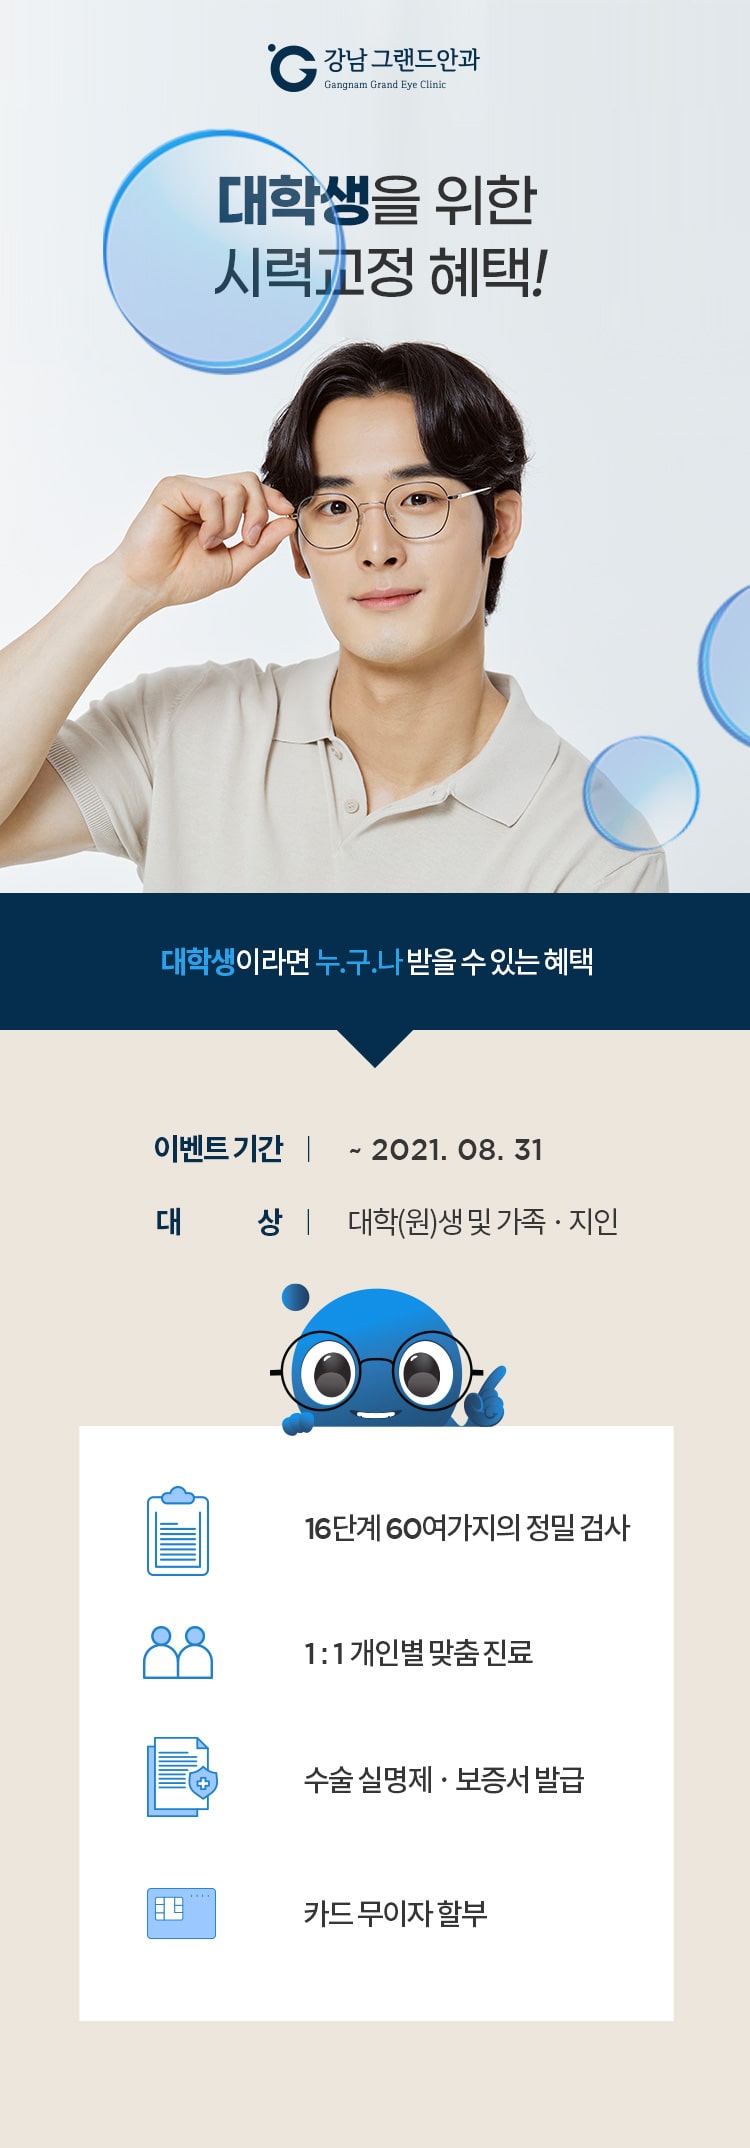 강남 그랜드안과
Gangnam Grand Eye Clinic
대학생을 위한
시력교정 혜택!
대학생이라면 누.구.나 받을 수 있는 혜택
이벤트 기간 | ~ 2021. 08. 31
대 상 | 대학(원)생 및 가족 · 지인
16단계 60여가지의 정밀 검사
1 : 1 개인별 맞춤 진료
수술 실명제 · 보증서 발급
카드 무이자 할부